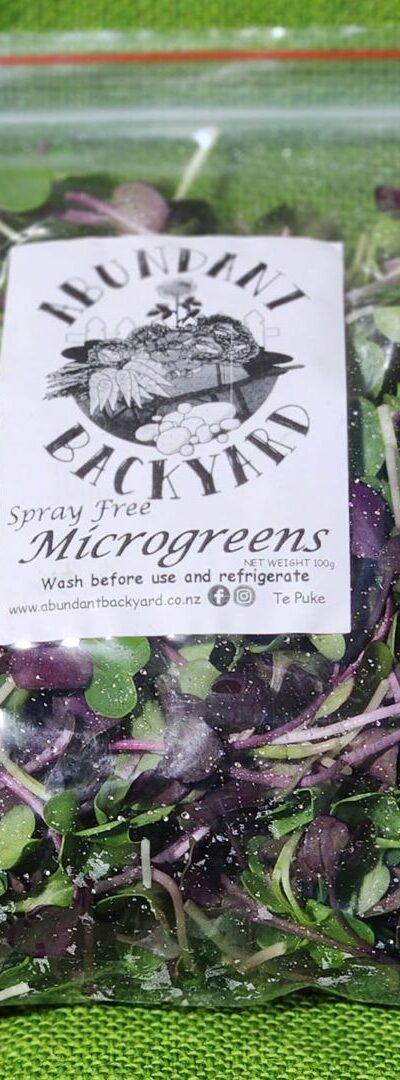 ABUNDANT
BACKYARD
Spray Free
Microgreens
NET WEIGHT 100g
Wash before use and refrigerate
www.abundantbackyard.co.nz Te Puke